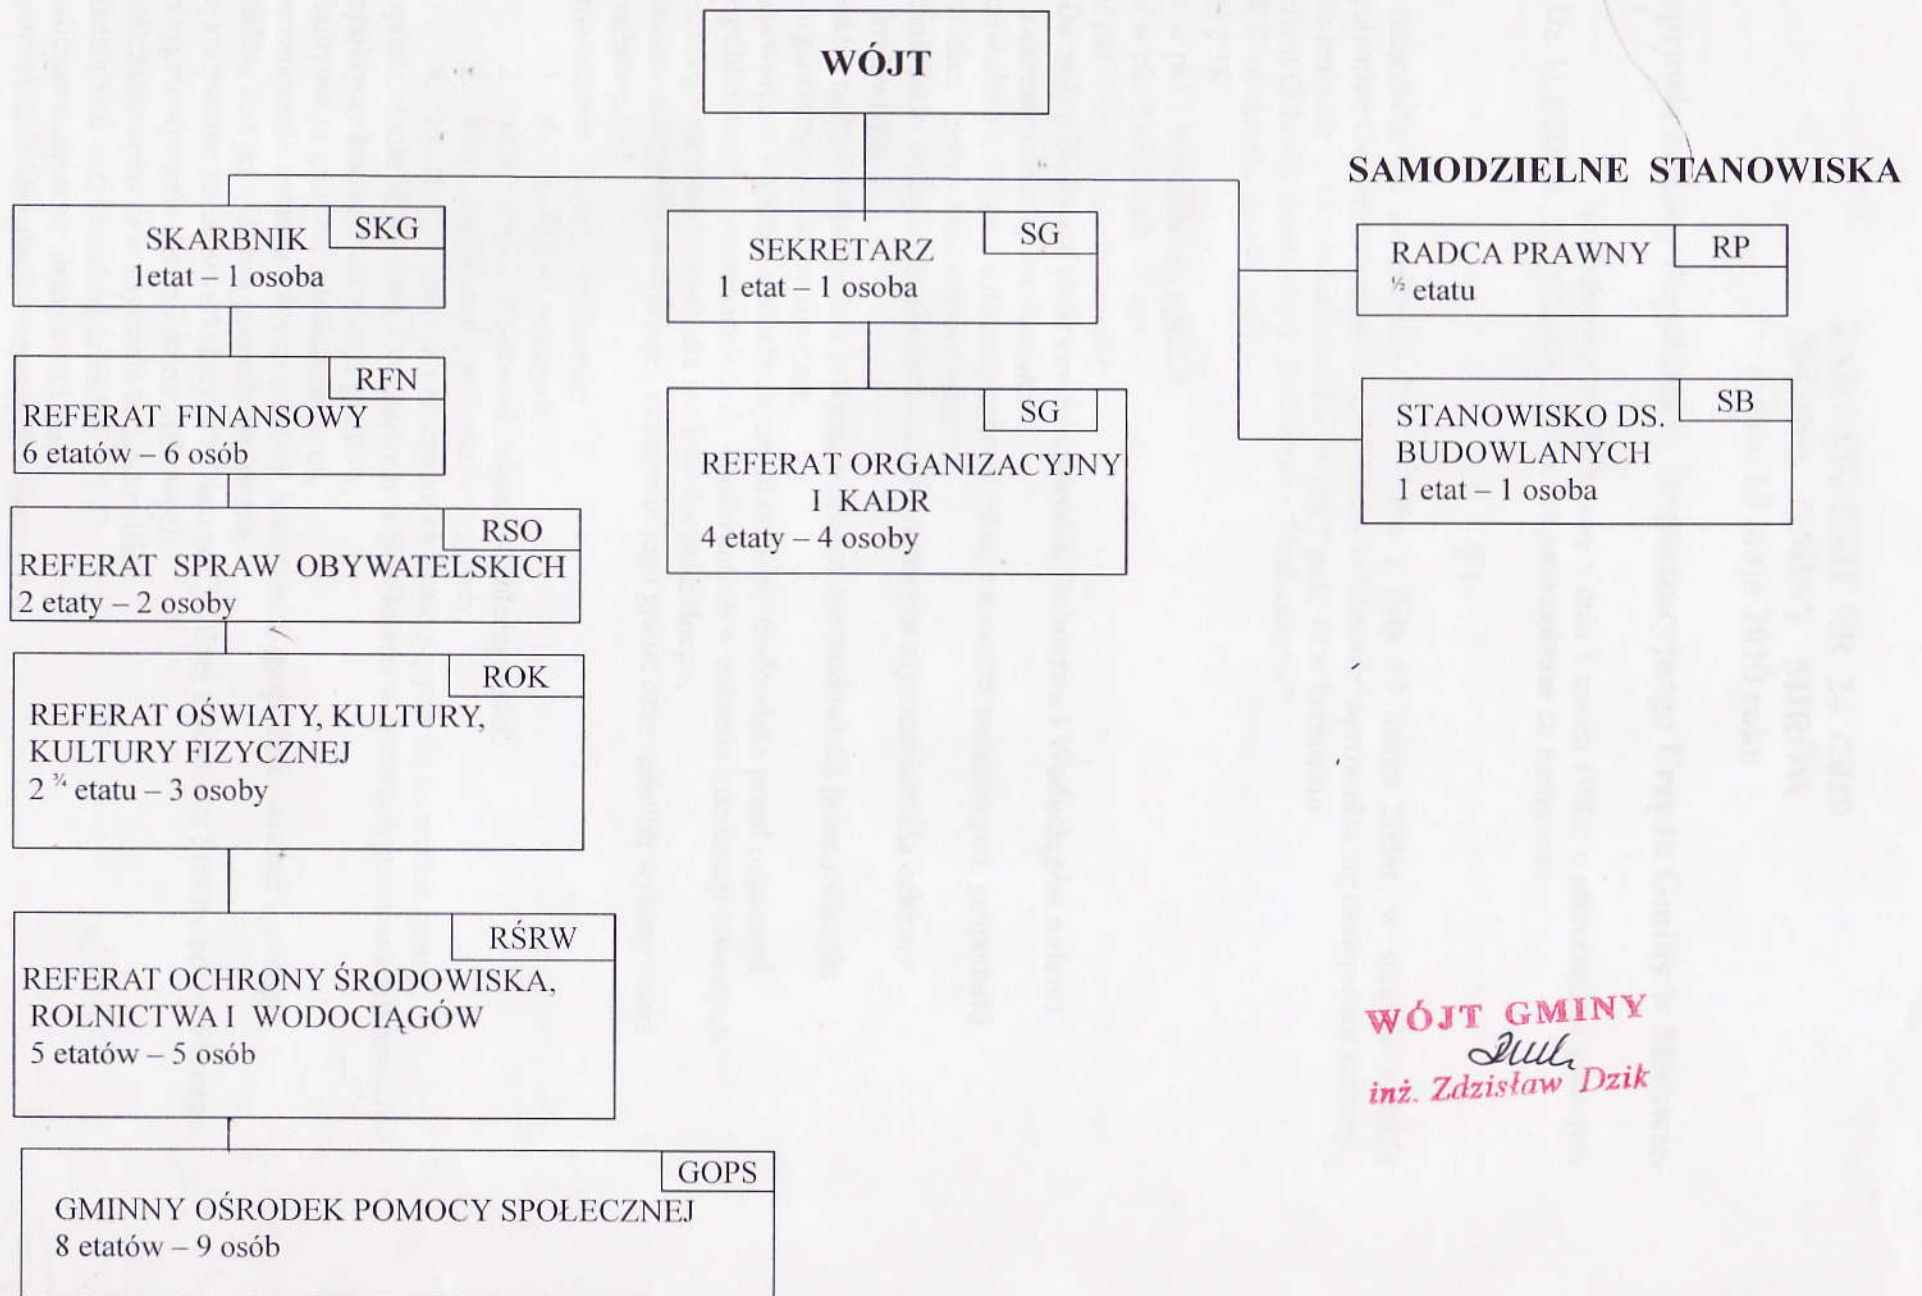 WÓJT
SAMODZIELNE STANOWISKA
SKARBNIK
SKG
1etat – 1 osoba
SEKRETARZ
SG
1 etat – 1 osoba
RADCA PRAWNY
RP
½ etatu
REFERAT FINANSOWY
RFN
6 etatów – 6 osób
SG
REFERAT ORGANIZACYJNY
I KADR
4 etaty – 4 osoby
STANOWISKO DS.
SB
BUDOWLANYCH
1 etat – 1 osoba
RSO
REFERAT SPRAW OBYWATELSKICH
2 etaty – 2 osoby
ROK
REFERAT OŚWIATY, KULTURY,
KULTURY FIZYCZNEJ
2 ¾ etatu – 3 osoby
RŚRW
REFERAT OCHRONY ŚRODOWISKA,
ROLNICTWA I WODOCIĄGÓW
5 etatów – 5 osób
GOPS
GMINNY OŚRODEK POMOCY SPOŁECZNEJ
8 etatów – 9 osób
WÓJT GMINY
inż. Zdzisław Dzik